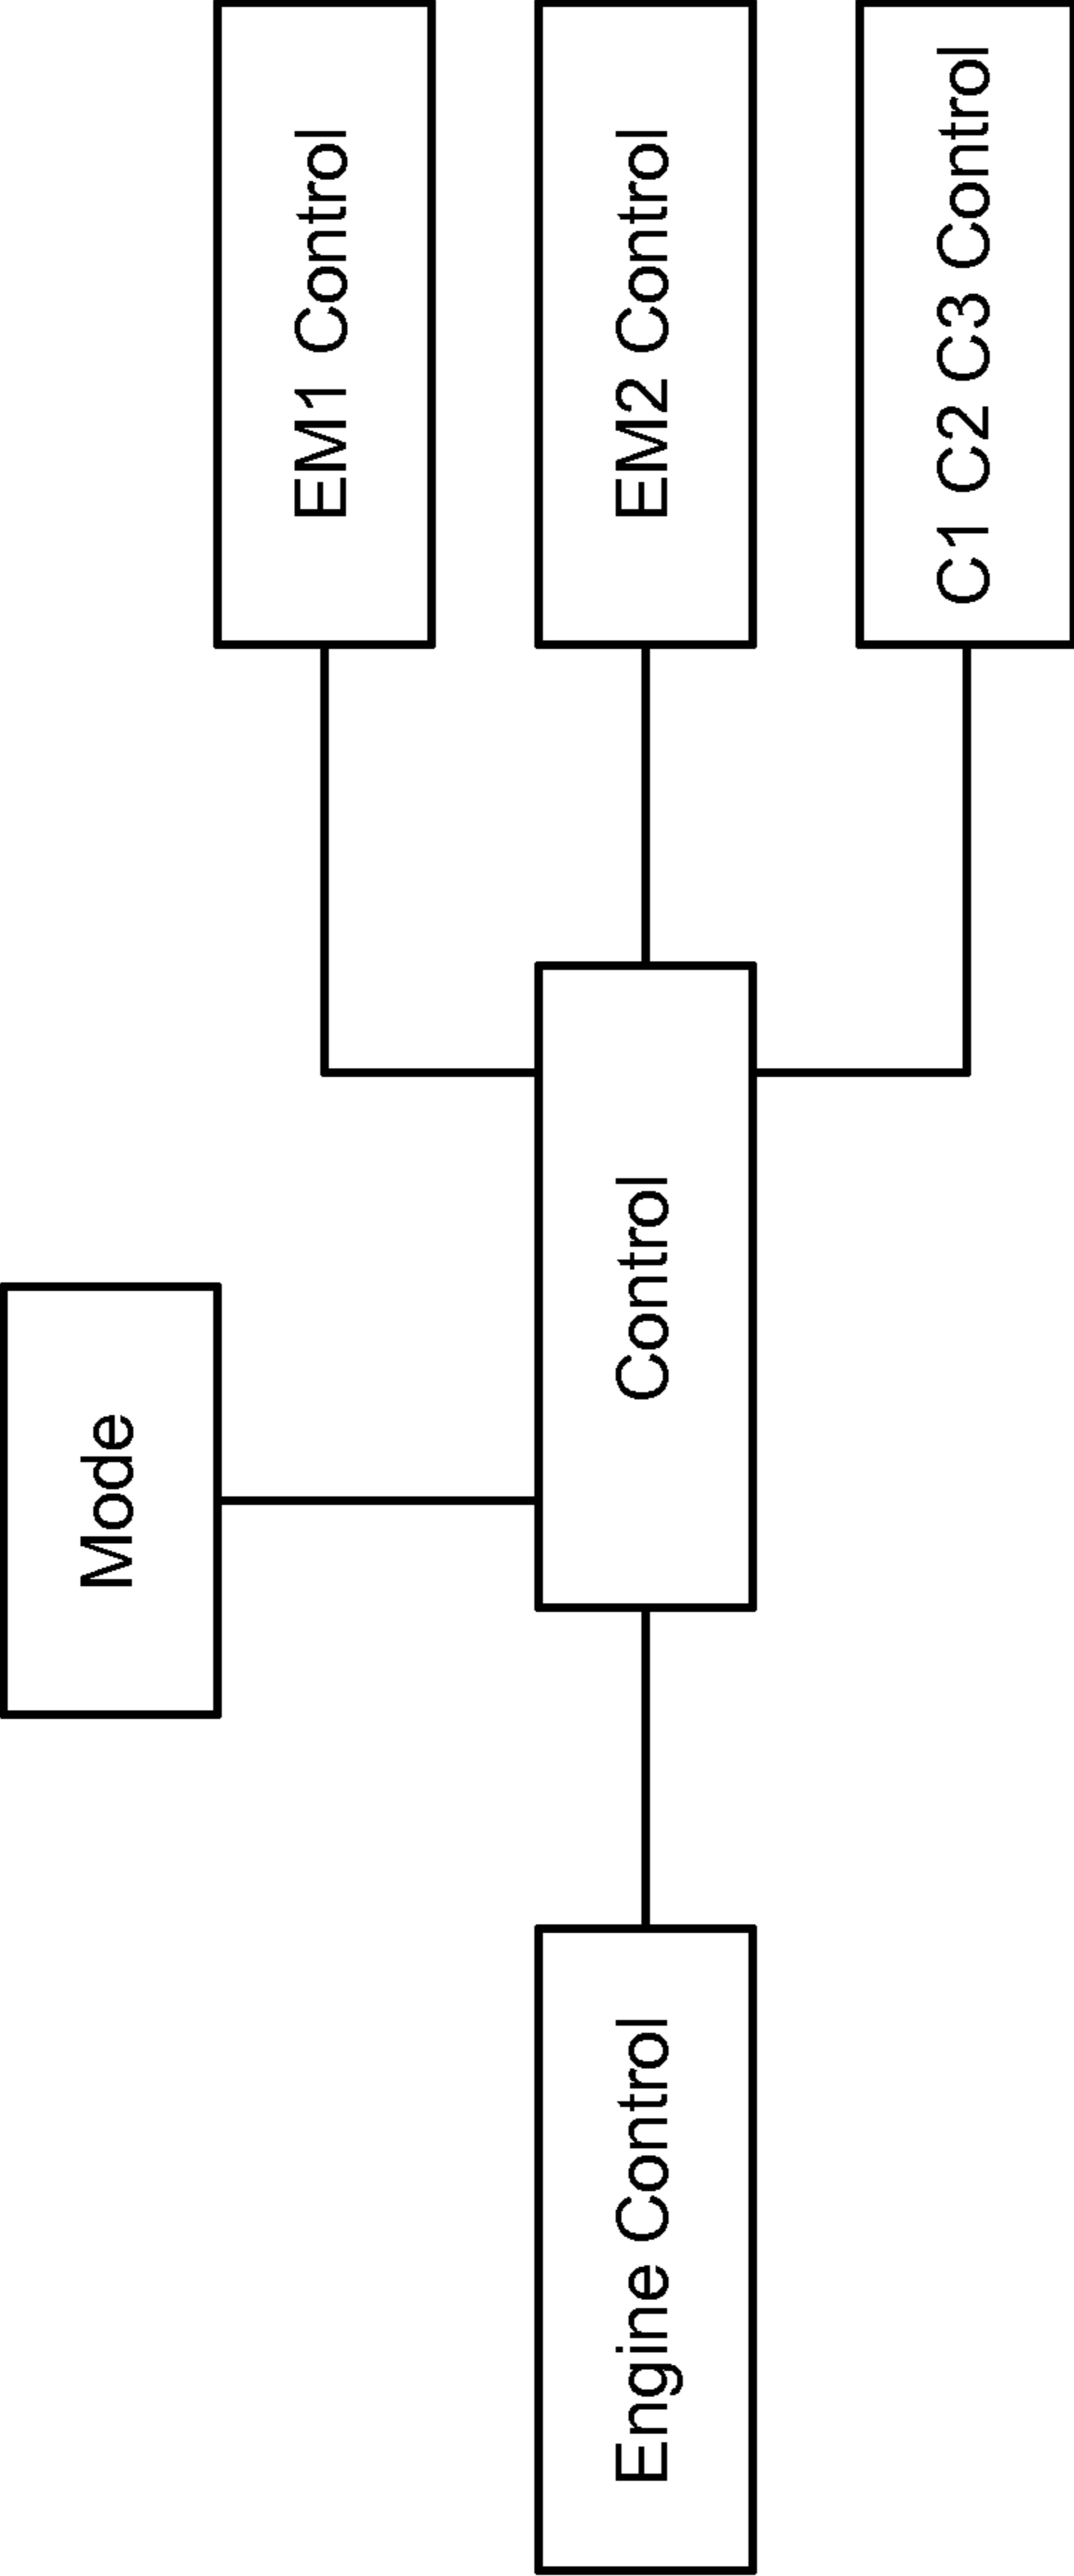 Mode
EM1 Control
Engine Control
Control
EM2 Control
C1 C2 C3 Control